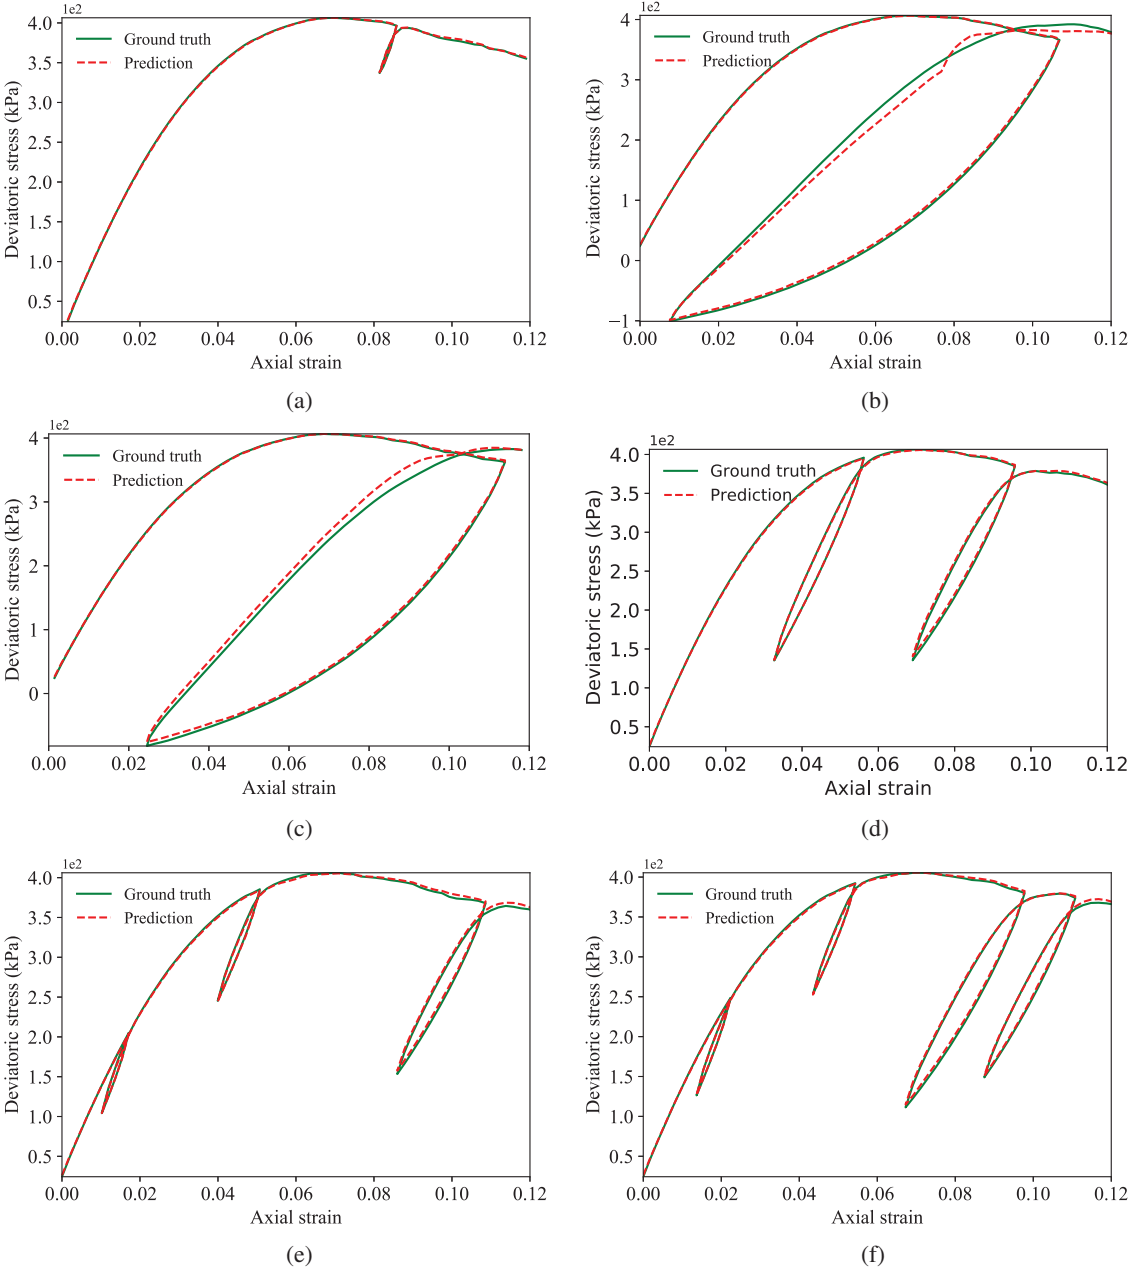 1e2
4.0
3.5
3.0
2.5
2.0
1.5
1.0
0.5
Deviatoric stress (kPa)
Ground truth
Prediction
0.00 0.02 0.04 0.06 0.08 0.10 0.12
Axial strain
(a)
1e2
4
3
2
1
0
−1
Deviatoric stress (kPa)
Ground truth
Prediction
0.00 0.02 0.04 0.06 0.08 0.10 0.12
Axial strain
(b)
1e2
4
3
2
1
0
Deviatoric stress (kPa)
Ground truth
Prediction
0.00 0.02 0.04 0.06 0.08 0.10 0.12
Axial strain
(c)
1e2
4.0
3.5
3.0
2.5
2.0
1.5
1.0
0.5
Deviatoric stress (kPa)
Ground truth
Prediction
0.00 0.02 0.04 0.06 0.08 0.10 0.12
Axial strain
(d)
1e2
4.0
3.5
3.0
2.5
2.0
1.5
1.0
0.5
Deviatoric stress (kPa)
Ground truth
Prediction
0.00 0.02 0.04 0.06 0.08 0.10 0.12
Axial strain
(e)
1e2
4.0
3.5
3.0
2.5
2.0
1.5
1.0
0.5
Deviatoric stress (kPa)
Ground truth
Prediction
0.00 0.02 0.04 0.06 0.08 0.10 0.12
Axial strain
(f)